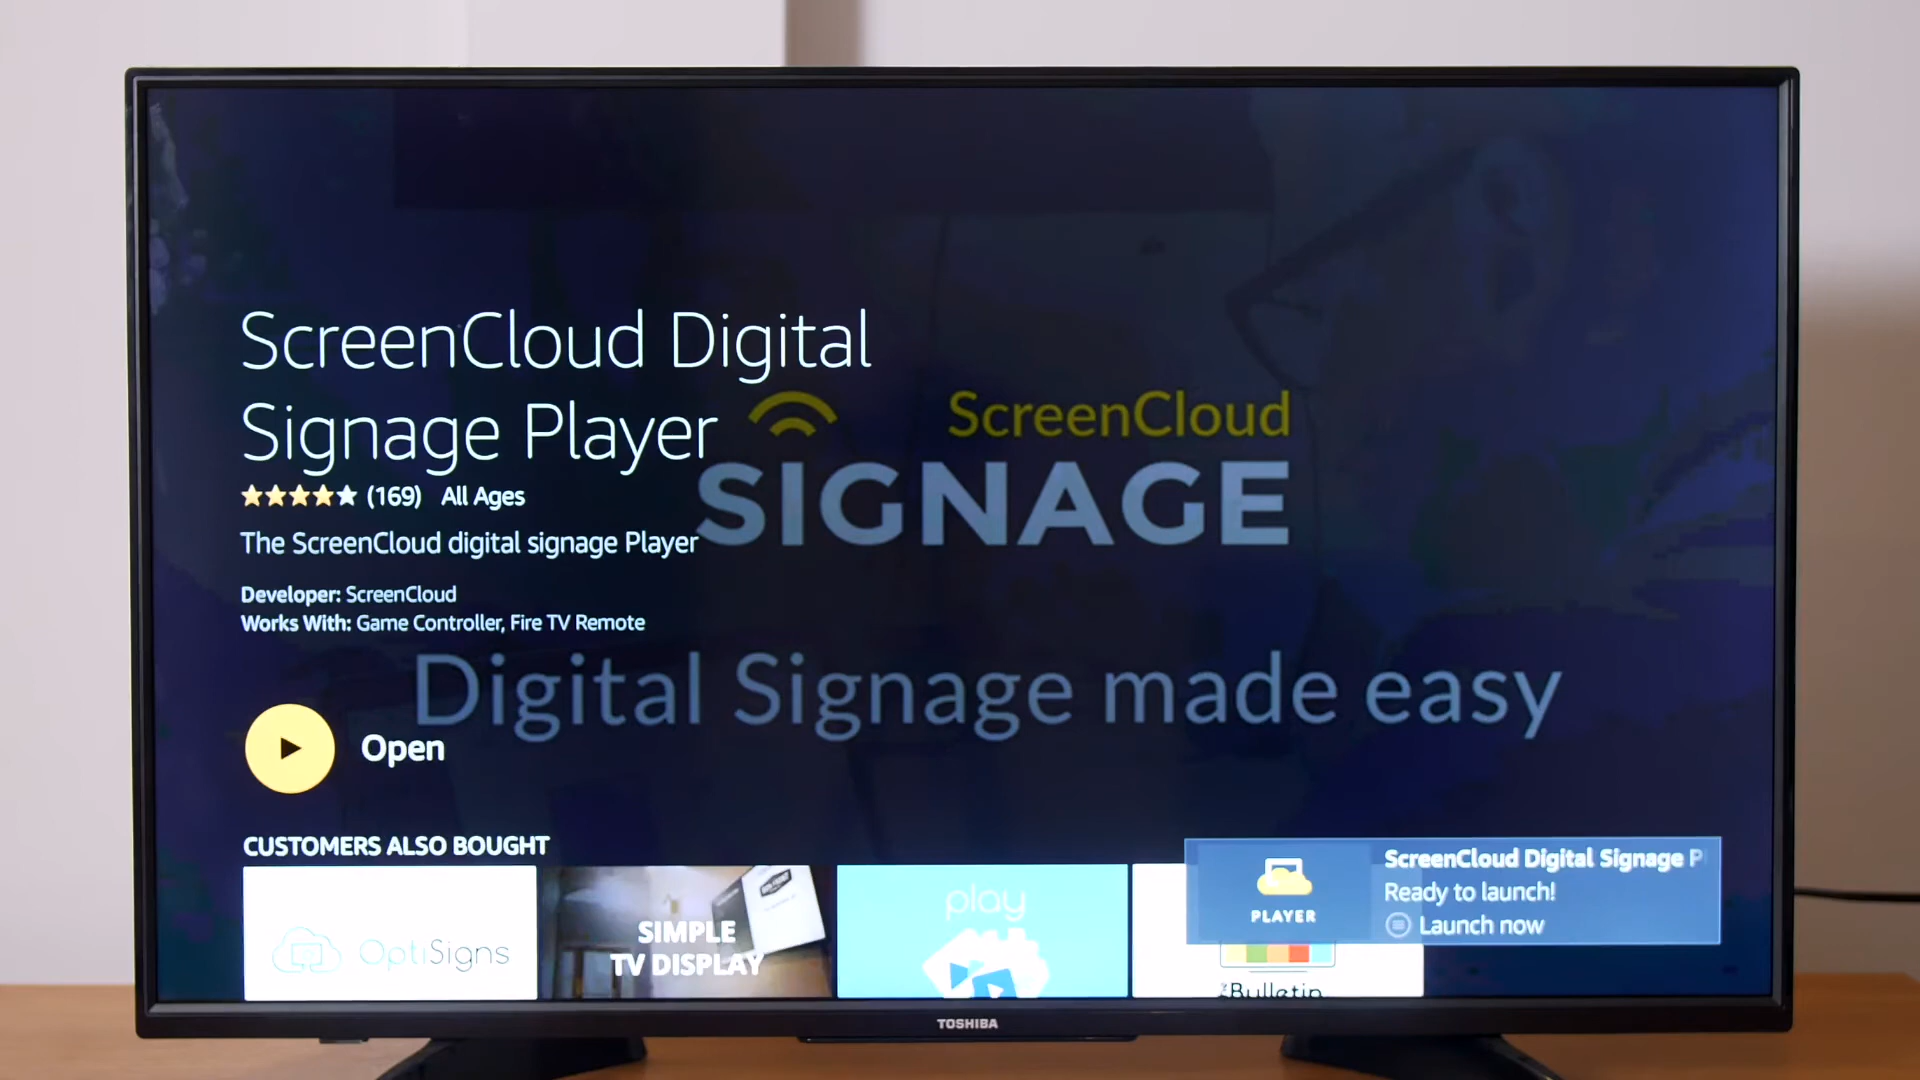 ScreenCloud Digital
Signage Player
ScreenCloud
SIGNAGE
(169) All Ages
The ScreenCloud digital signage Player
Developer: ScreenCloud
Works With: Game Controller, Fire TV Remote
Digital Signage made easy
Open
CUSTOMERS ALSO BOUGHT
OptiSigns
SIMPLE
TV DISPLAY
play
Bulletin
PLAYER
ScreenCloud Digital Signage P
Ready to launch!
Launch now
TOSHIBA